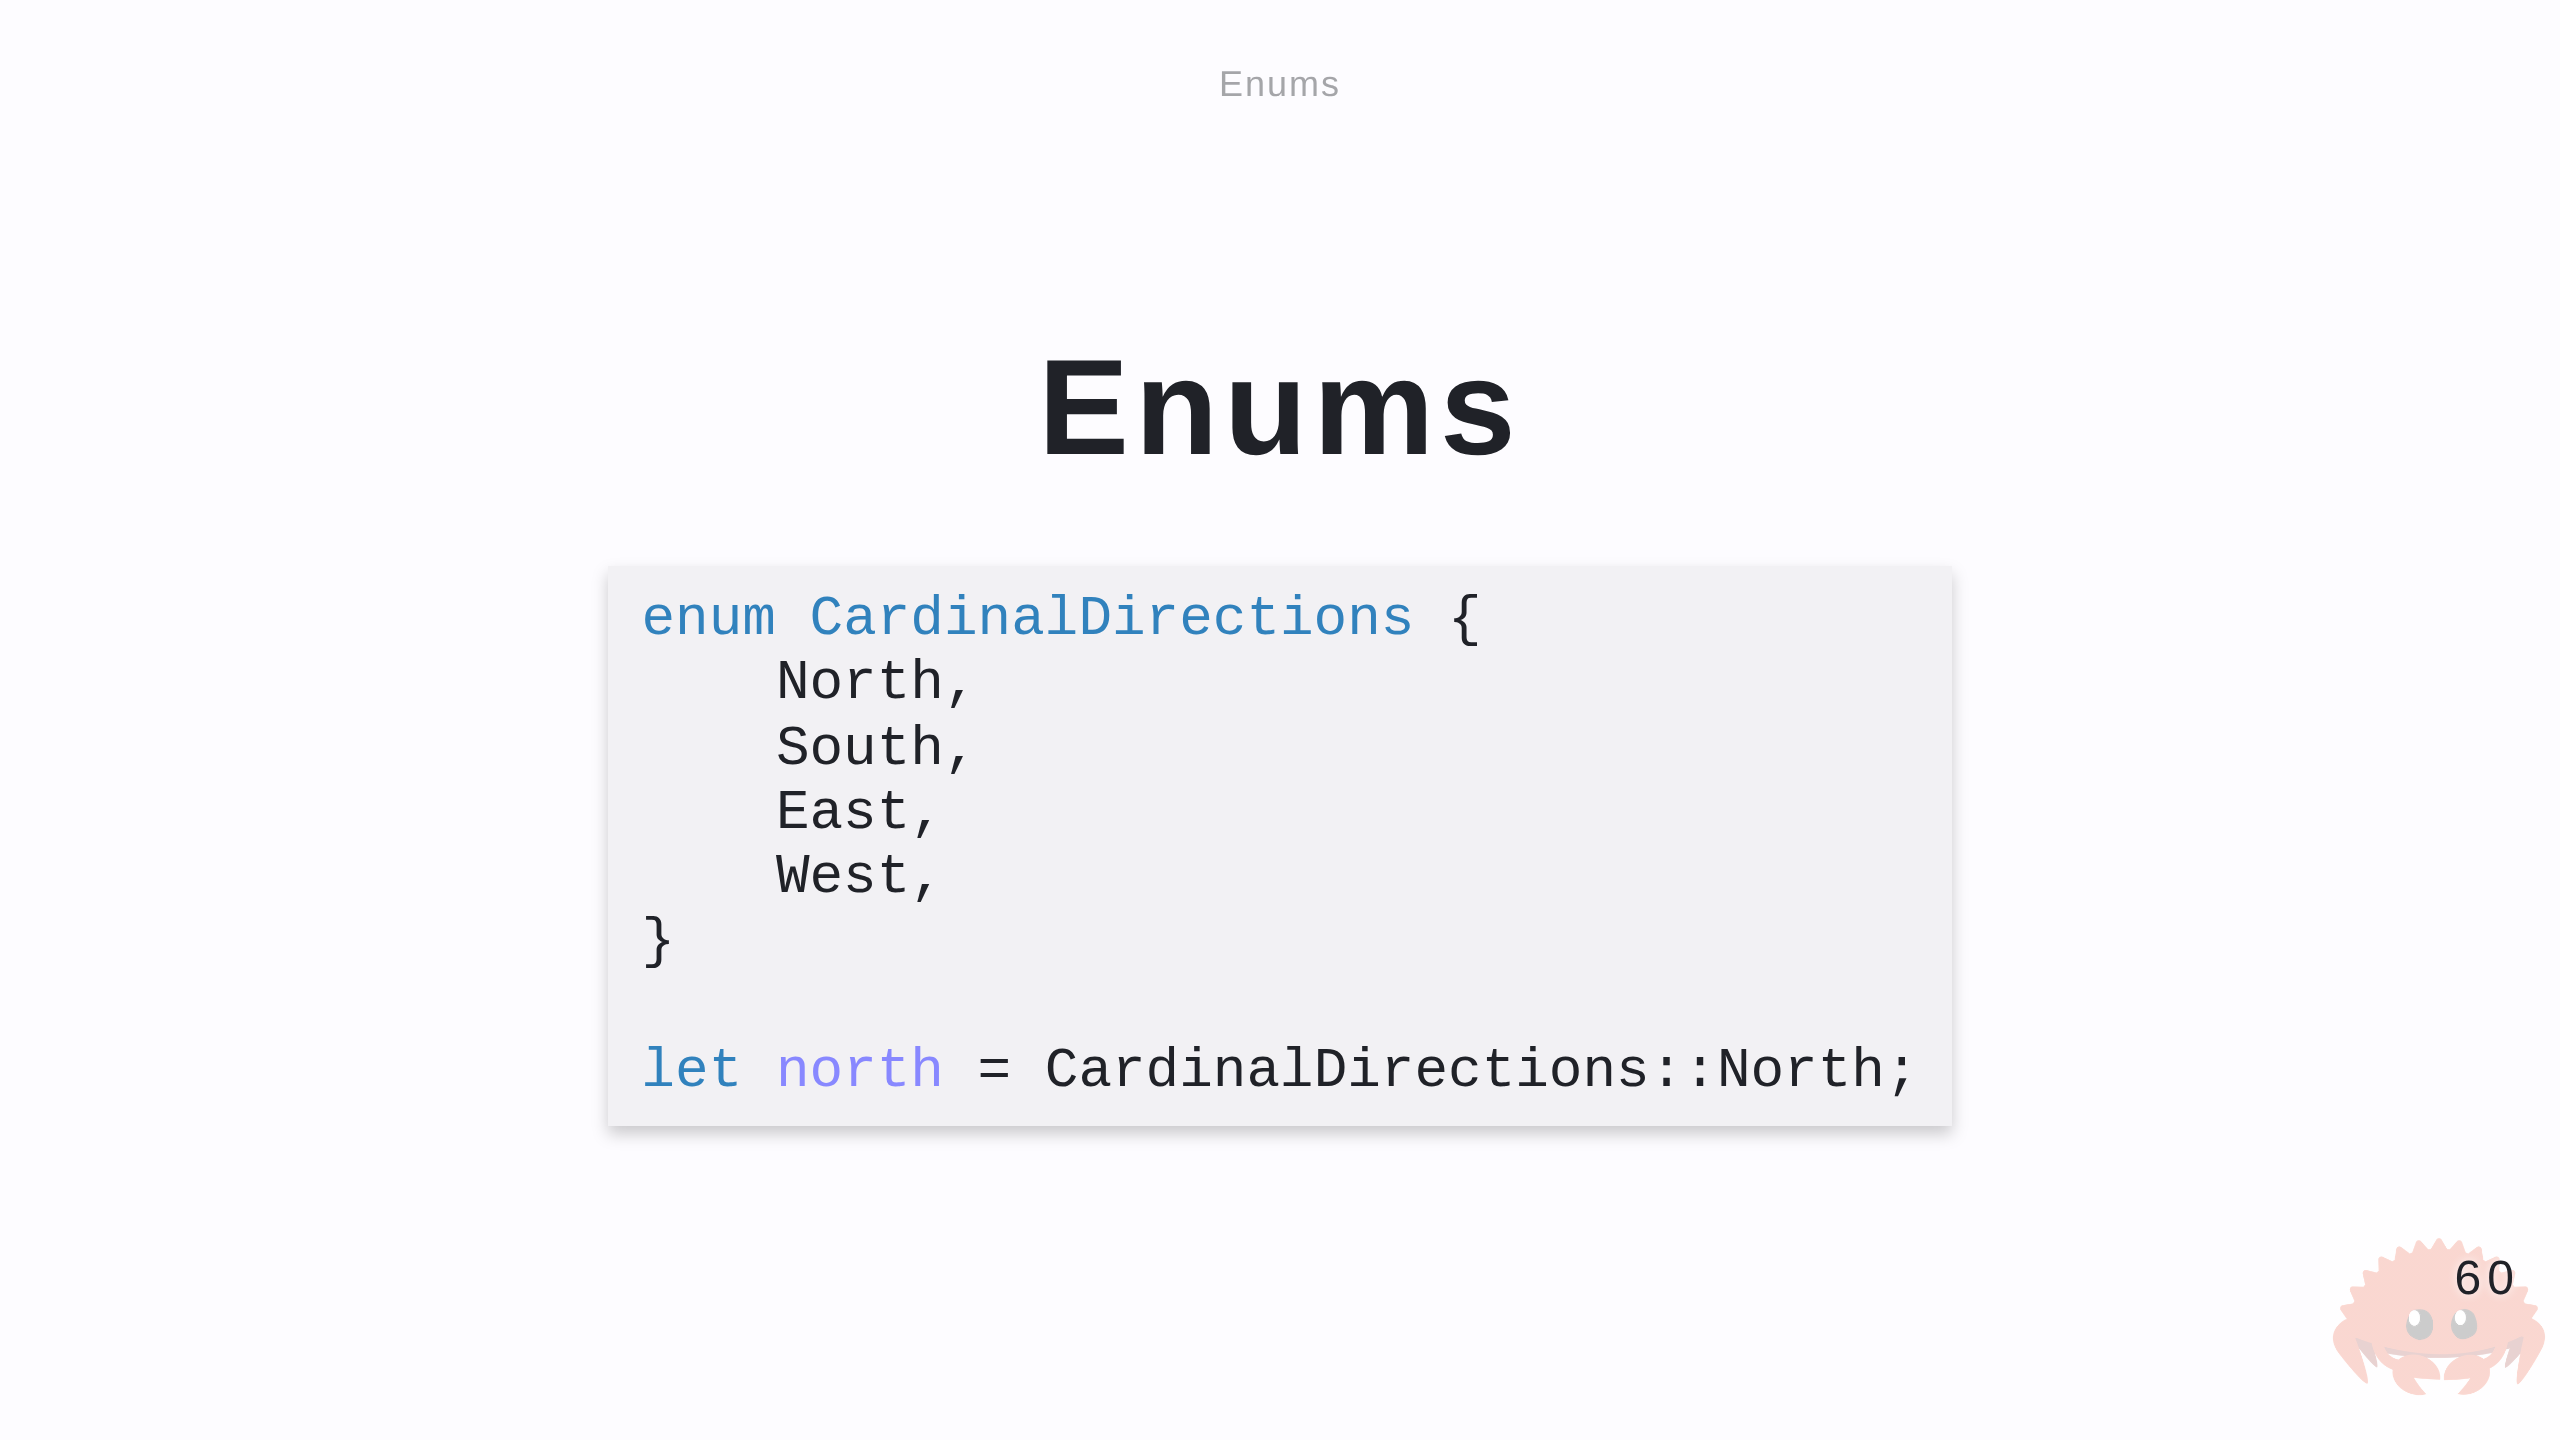 Enums
Enums
enum CardinalDirections {
    North,
    South,
    East,
    West,
}

let north = CardinalDirections::North;
60